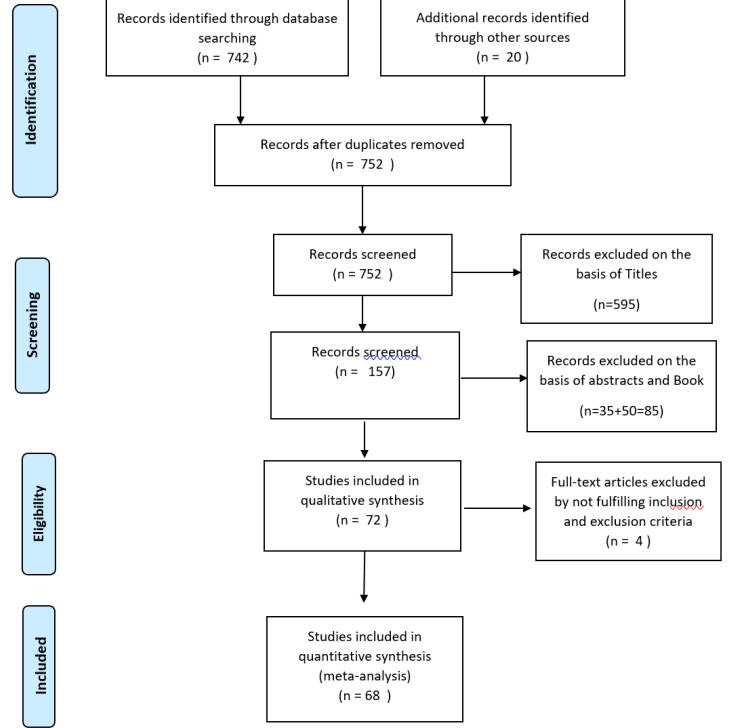 Identification
Records identified through database
searching
(n = 742 )
Additional records identified
through other sources
(n = 20 )
Records after duplicates removed
(n = 752 )
Screening
Records screened
(n = 752 )
Records excluded on the
basis of Titles
(n=595)
Records screened
(n = 157)
Records excluded on the
basis of abstracts and Book
(n=35+50=85)
Eligibility
Studies included in
qualitative synthesis
(n = 72 )
Full-text articles excluded
by not fulfilling inclusion
and exclusion criteria
(n = 4 )
Included
Studies included in
quantitative synthesis
(meta-analysis)
(n = 68 )